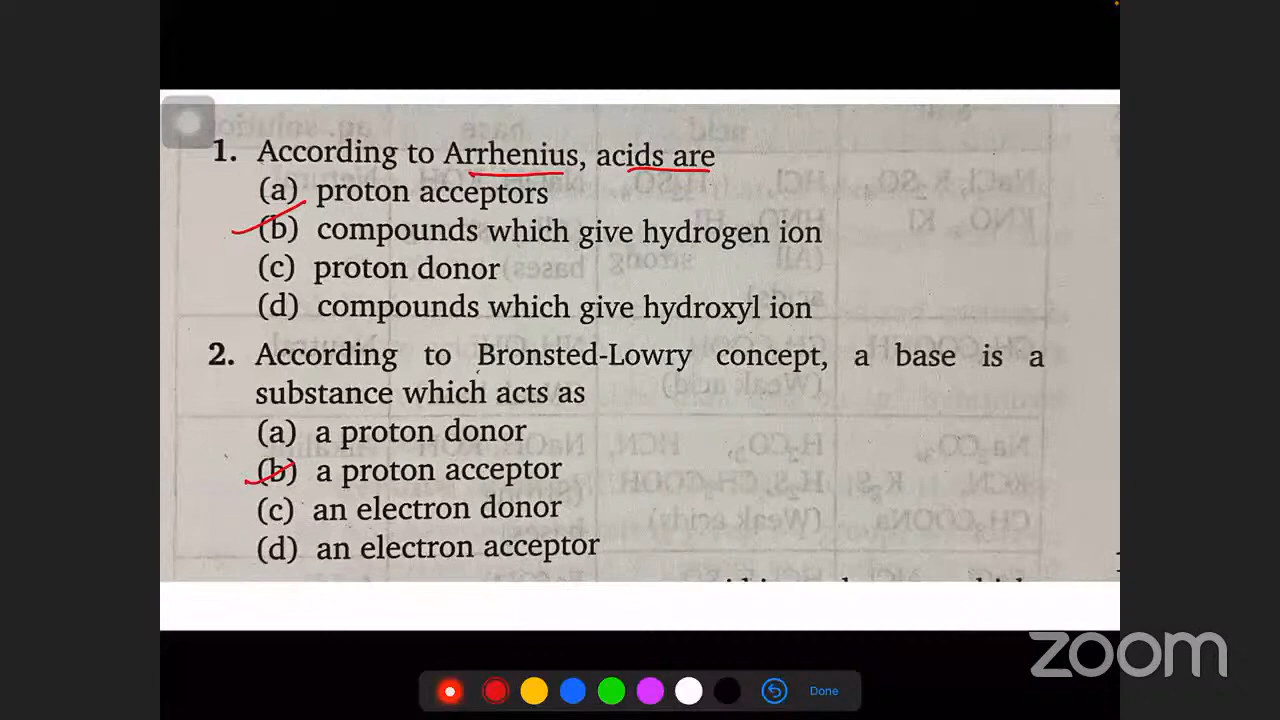 1. According to Arrhenius, acids are
(a) proton acceptors
(b) compounds which give hydrogen ion
(c) proton donor
(d) compounds which give hydroxyl ion
2. According to Bronsted-Lowry concept, a base is a
substance which acts as
(a) a proton donor
(b) a proton acceptor
(c) an electron donor
(d) an electron acceptor
zoom
Done